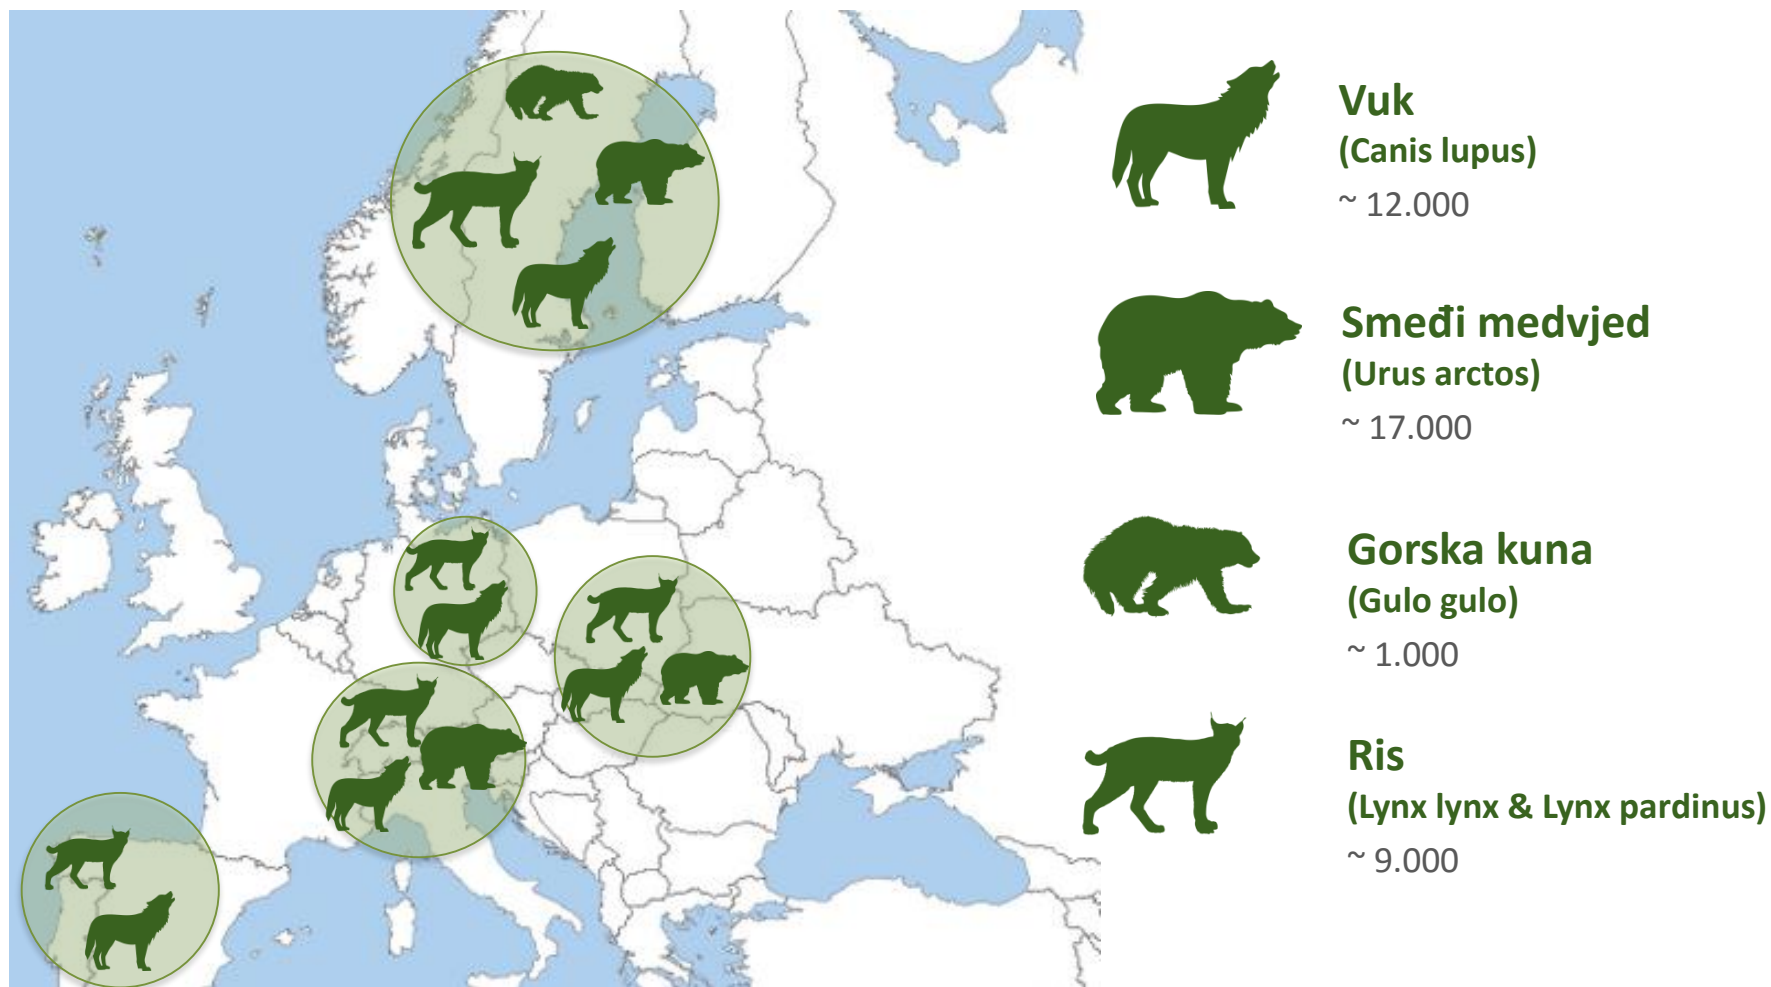 Vuk
(Canis lupus)
~ 12.000
Smeđi medvjed
(Urus arctos)
~ 17.000
Gorska kuna
(Gulo gulo)
~ 1.000
Ris
(Lynx lynx & Lynx pardinus)
~ 9.000